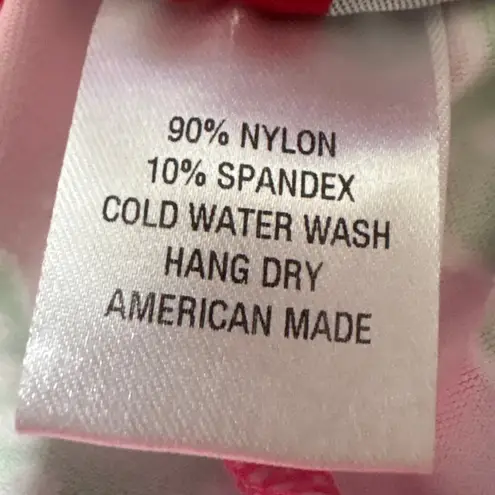 90% NYLON
10% SPANDEX
COLD WATER WASH
HANG DRY
AMERICAN MADE